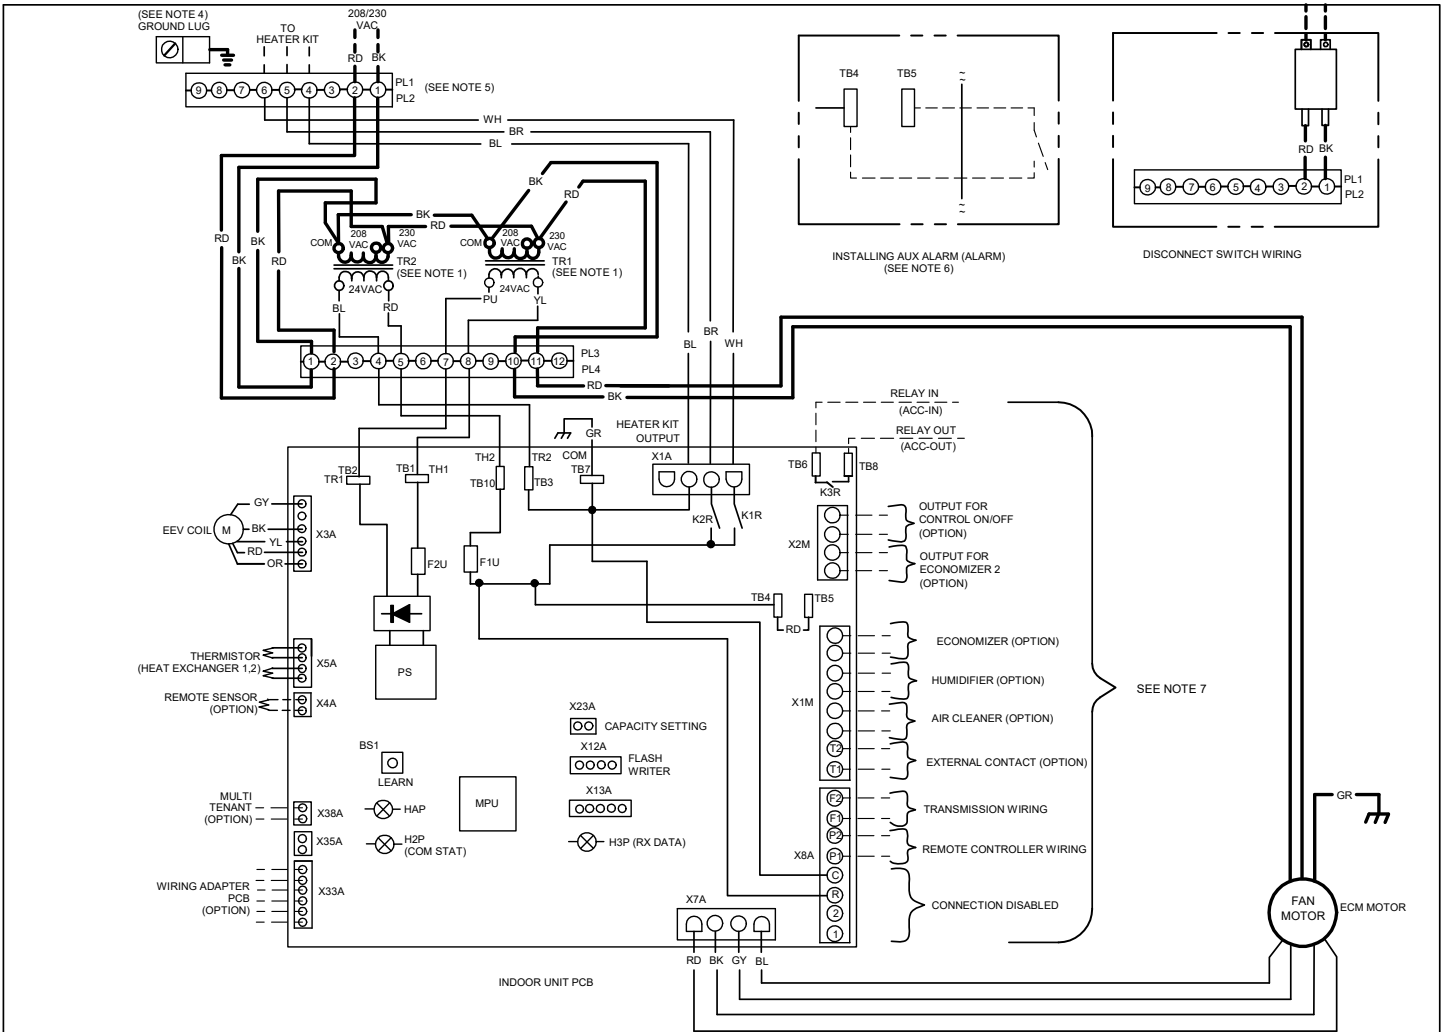 (SEE NOTE 4)
GROUND LUG
TO
HEATER KIT
208/230
VAC
RD BK
9 8 7 6 5 4 3 2 1
PL1
PL2
(SEE NOTE 5)
WH
BR
BL
BK
RD
BK
RD
COM
208
VAC
230
VAC
TR2
(SEE NOTE 1)
24VAC
COM
208
VAC
230
VAC
TR1
(SEE NOTE 1)
24VAC
RD
BK
BK
RD
BL
RD
PU
YL
BL
BR
WH
1 2 3 4 5 6 7 8 9 10 11 12
PL3
PL4
RD
BK
TB4
TB5
~
~
~
~
INSTALLING AUX ALARM (ALARM)
(SEE NOTE 6)
RD BK
9 8 7 6 5 4 3 2 1
PL1
PL2
DISCONNECT SWITCH WIRING
RELAY IN
(ACC-IN)
RELAY OUT
(ACC-OUT)
HEATER KIT
OUTPUT
X1A
GR
COM
TB7
TB2
TR1
TB1
TH1
TH2
TB10
TR2
TB3
TB6
TB8
K3R
K2R
K1R
EEV COIL
M
GY
BK
YL
RD
OR
X3A
F2U
F1U
PS
TB4
TB5
RD
X2M
OUTPUT FOR
CONTROL ON/OFF
(OPTION)
OUTPUT FOR
ECONOMIZER 2
(OPTION)
X1M
ECONOMIZER (OPTION)
HUMIDIFIER (OPTION)
AIR CLEANER (OPTION)
T2
T1
EXTERNAL CONTACT (OPTION)
SEE NOTE 7
THERMISTOR
(HEAT EXCHANGER 1,2)
X5A
REMOTE SENSOR
(OPTION)
X4A
X23A
CAPACITY SETTING
X12A
FLASH
WRITER
X13A
H3P (RX DATA)
BS1
LEARN
MPU
HAP
H2P
(COM STAT)
MULTI
TENANT
(OPTION)
X38A
X35A
WIRING ADAPTER
PCB
(OPTION)
X33A
X8A
F2
F1
TRANSMISSION WIRING
P2
P1
REMOTE CONTROLLER WIRING
C
R
2
1
CONNECTION DISABLED
X7A
RD BK GY BL
INDOOR UNIT PCB
GR
FAN
MOTOR
ECM MOTOR